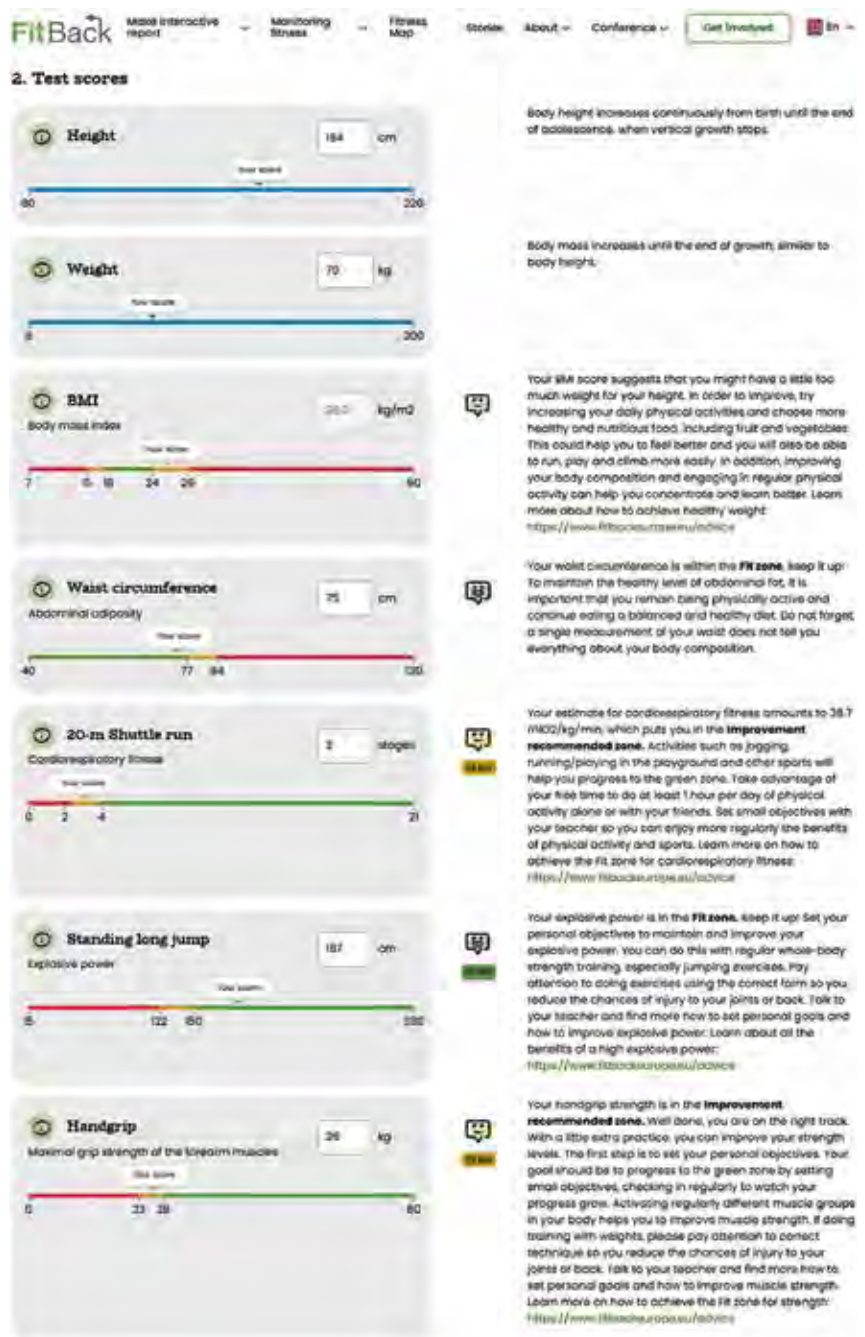 FitBack
Make interactive report
Monitoring fitness
Fitness Map
Stories
About
Conference
Get Involved
En
2. Test scores
Height
164 cm
Your score
220
Body height increases continuously from birth until the end
of adolescence, when vertical growth stops.
Weight
70 kg
Your score
200
Body mass increases until the end of growth, similar to
body height.
BMI
kg/m2
Body mass index
Your score
7 18 24 60
Your BMI score suggests that you might have a little too
much weight for your height. In order to improve, try
increasing your daily physical activities and choose more
healthy and nutritious food, including fruit and vegetables.
This could help you to feel better and you will also be able
to run, play and climb more easily. In addition, improving
your body composition and engaging in regular physical
activity can help you concentrate and learn better. Learn
more about how to achieve healthy weight:
https://www.fitbackeurope.eu/advice
Waist circumference
75 cm
Abdominal adiposity
Your score
40 77 84 120
Your waist circumference is within the Fit zone, keep it up!
To maintain the healthy level of abdominal fat, it is
important that you remain being physically active and
continue eating a balanced and healthy diet. Do not forget,
a single measurement of your waist does not tell you
everything about your body composition.
20-m Shuttle run
stages
Cardiorespiratory fitness
Your score
0 2 4 21
Your estimate for cardiorespiratory fitness amounts to
mlO2/kg/min, which puts you in the Improvement
recommended zone. Activities such as jogging,
running/playing in the playground and other sports will
help you progress to the green zone. Take advantage of
your free time to do at least 1 hour per day of physical
activity alone or with your friends. Set small objectives with
your teacher so you can enjoy more regularly the benefits
of physical activity and sports. Learn more on how to
achieve the Fit zone for cardiorespiratory fitness:
https://www.fitbackeurope.eu/advice
Standing long jump
187 cm
Explosive power
Your score
15 122 150
Your explosive power is in the Fit zone, keep it up! Set your
personal objectives to maintain and improve your
explosive power. You can do this with regular whole-body
strength training, especially jumping exercises. Pay
attention to doing exercises using the correct form so you
reduce the chances of injury to your joints or back. Talk to
your teacher and find more how to set personal goals and
how to improve explosive power. Learn about all the
benefits of a high explosive power:
https://www.fitbackeurope.eu/advice
Handgrip
26 kg
Maximal grip strength of the forearm muscles
Your score
0 23 28
Your handgrip strength is in the Improvement
recommended zone. Well done, you are on the right track.
With a little extra practice, you can improve your strength
levels. The first step is to set your personal objectives. Your
goal should be to progress to the green zone by setting
small objectives, checking in regularly to watch your
progress grow. Activating regularly different muscle groups
in your body helps you to improve muscle strength. If doing
training with weights, please pay attention to correct
technique so you reduce the chances of injury to your
joints or back. Talk to your teacher and find more how to
set personal goals and how to improve muscle strength.
Learn more on how to achieve the Fit zone for strength:
https://www.fitbackeurope.eu/advice